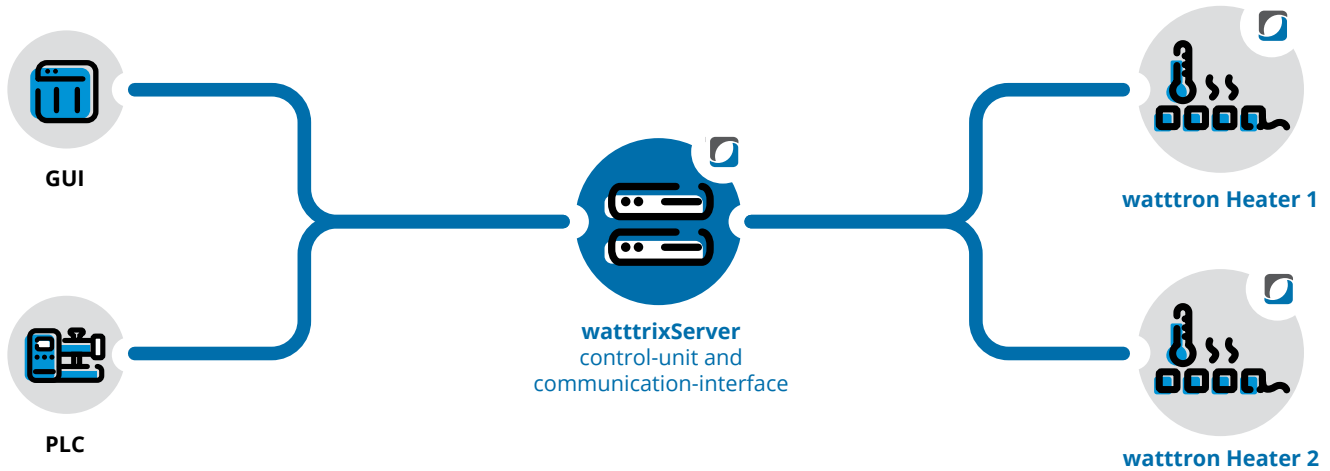 GUI
PLC
watttrixServer
control-unit and
communication-interface
watttron Heater 1
watttron Heater 2